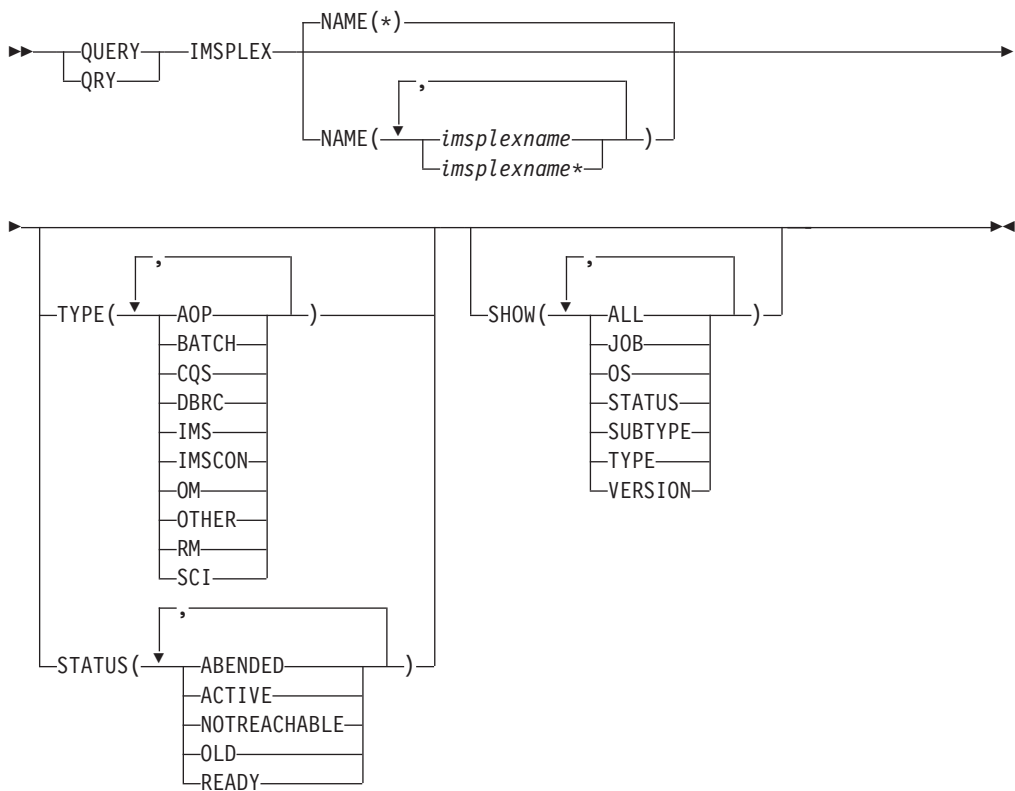 NAME(*)
QUERY IMSPLEX
QRY
,
NAME( imsplexname )
imsplexname*
, ,
TYPE( AOP ) SHOW( ALL )
BATCH JOB
CQS OS
DBRC STATUS
IMS SUBTYPE
IMSCON TYPE
OM VERSION
OTHER
RM
SCI
,
STATUS( ABENDED )
ACTIVE
NOTREACHABLE
OLD
READY